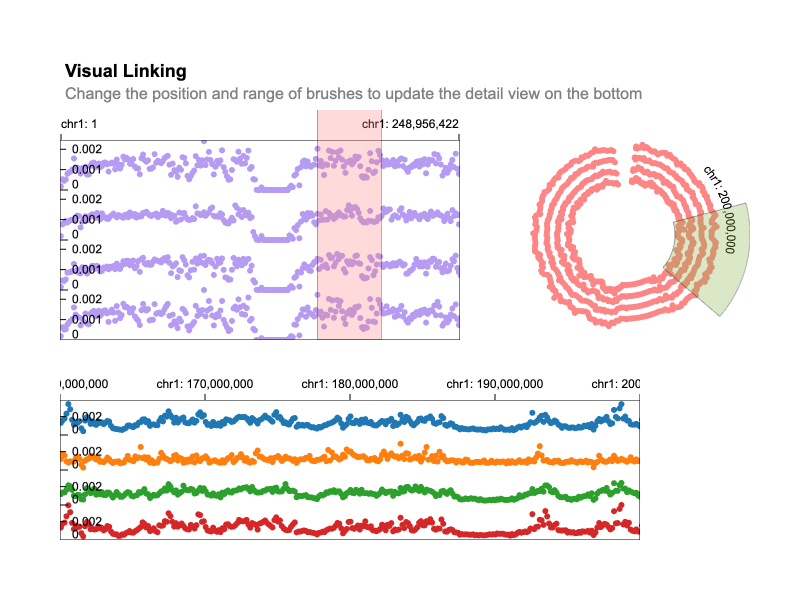 Visual Linking
Change the position and range of brushes to update the detail view on the bottom
chr1: 1
chr1: 248,956,422
0.002
0.001
0
0.002
0.001
0
0.002
0.001
0
0.002
0.001
0
chr1: 200,000,000
0,000,000
chr1: 170,000,000
chr1: 180,000,000
chr1: 190,000,000
chr1: 200
0.002
0
0.002
0
0.002
0
0.002
0